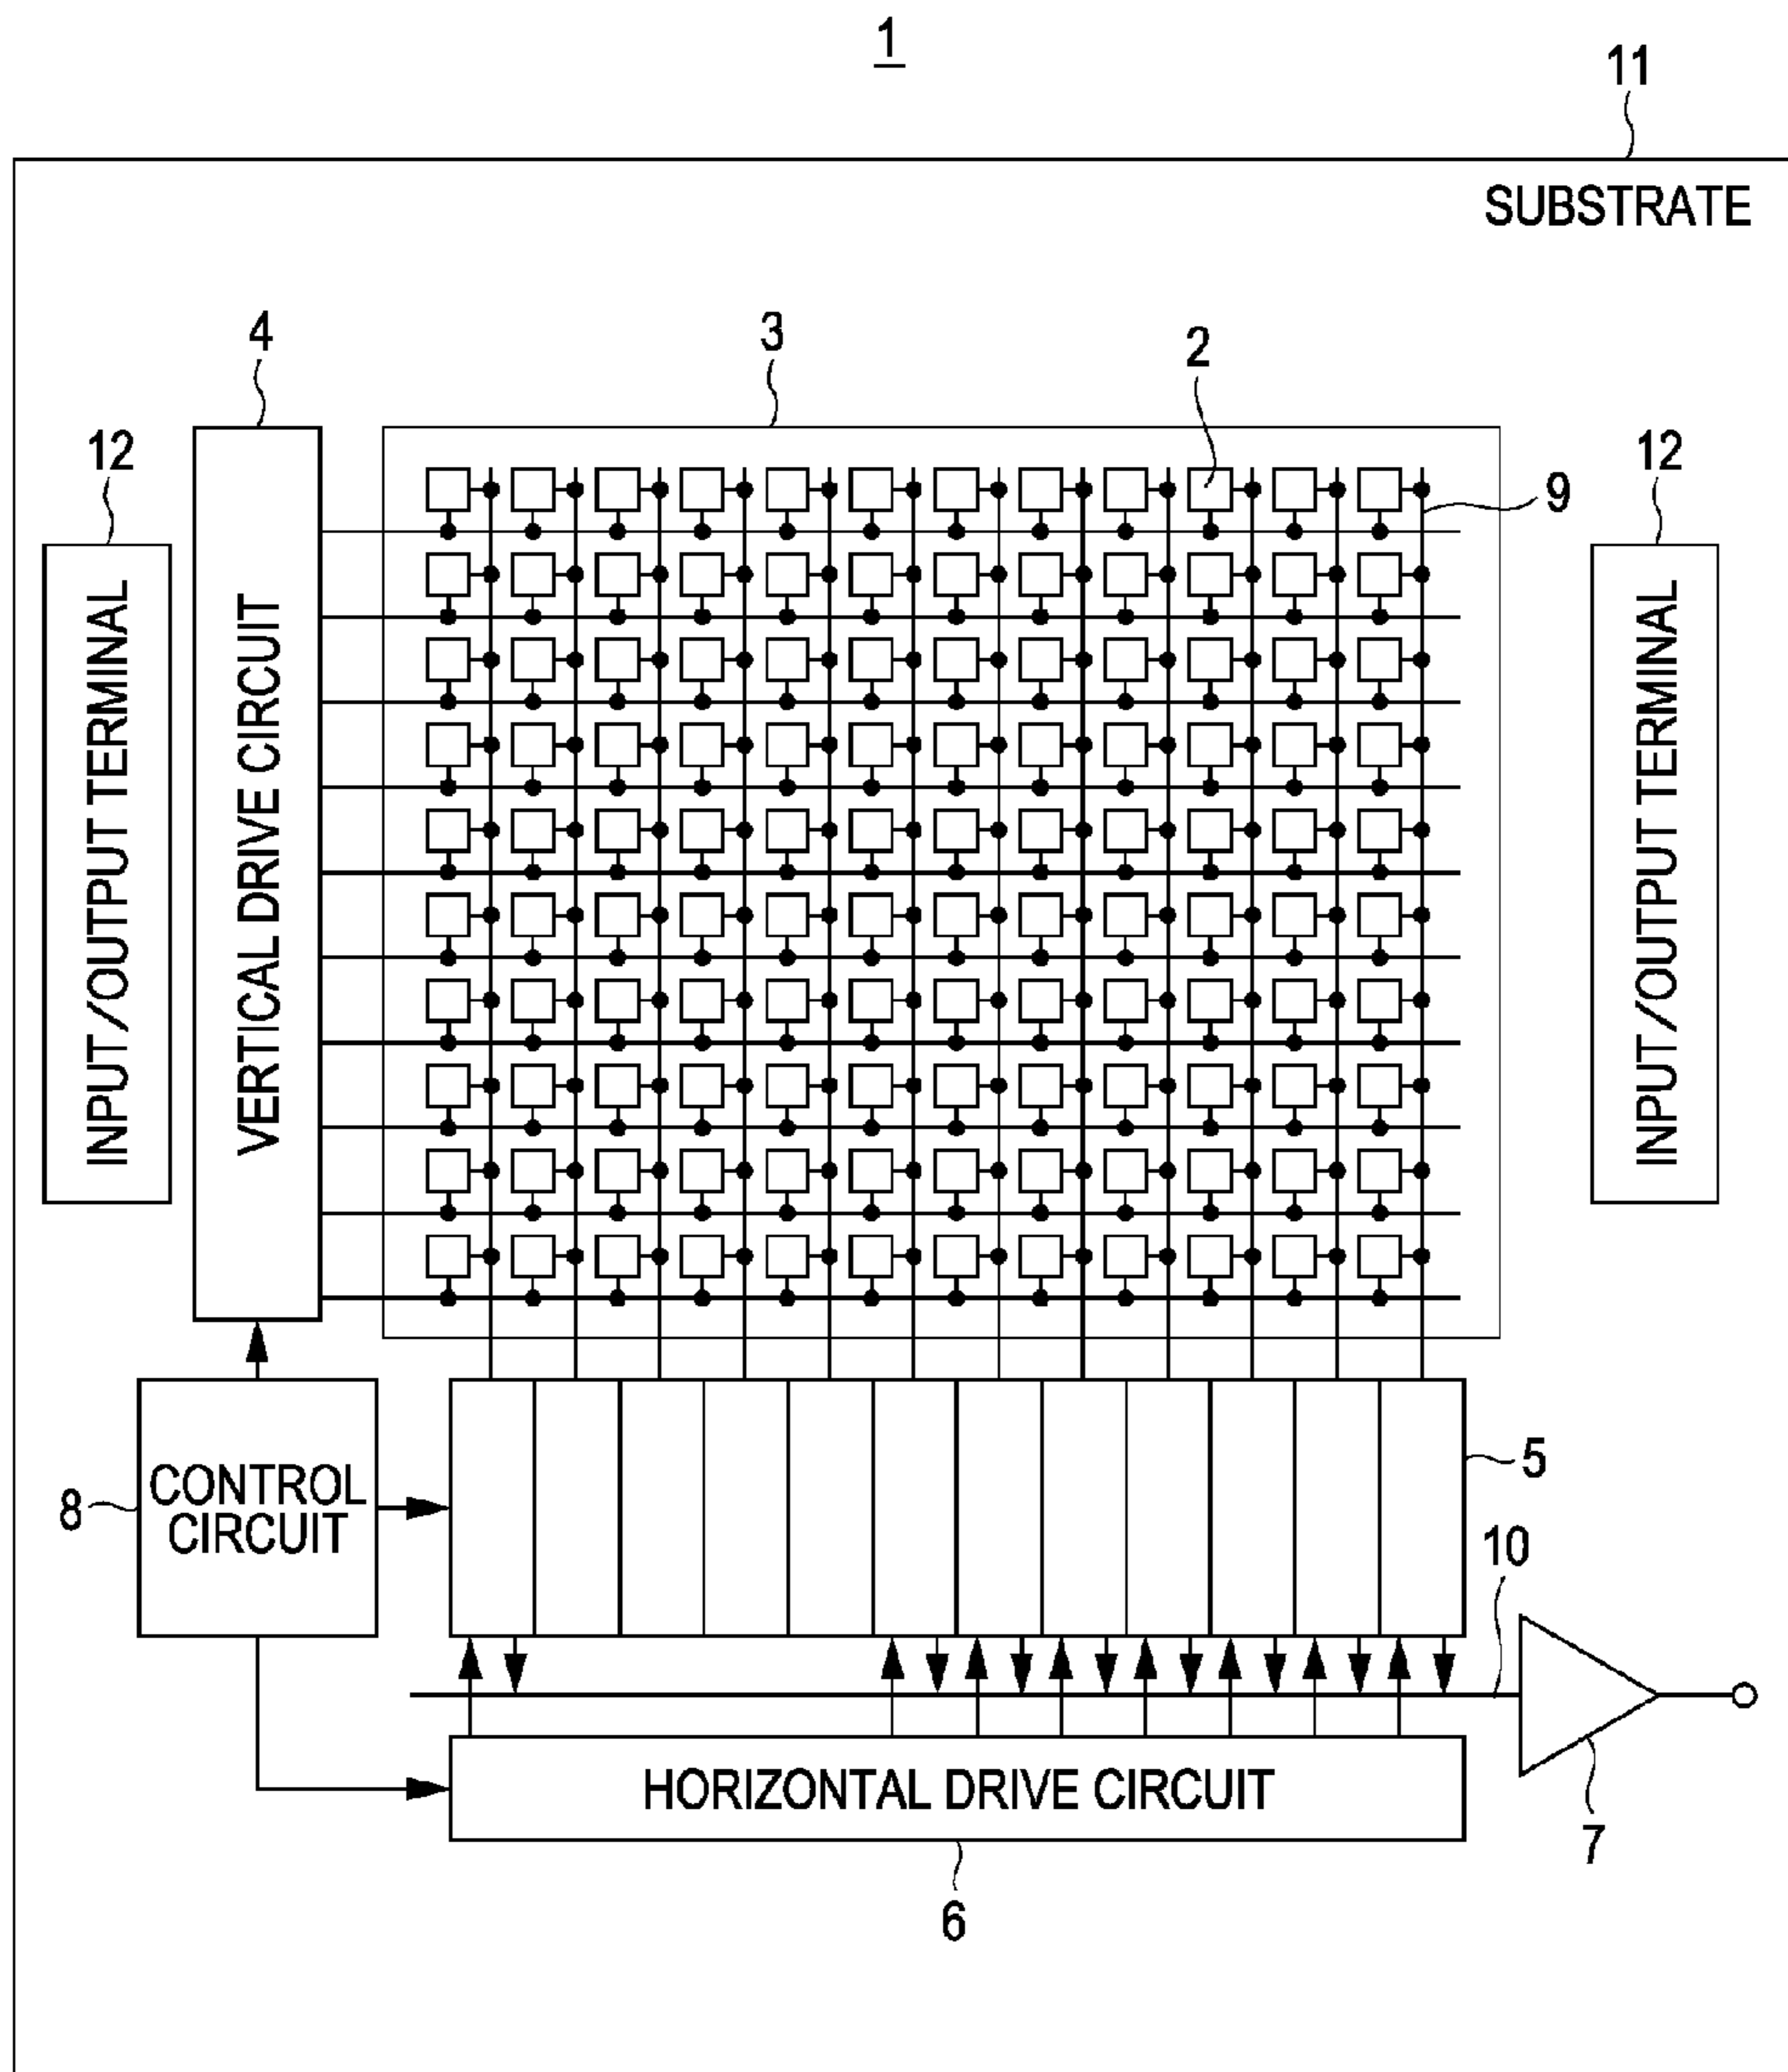 1
11
SUBSTRATE
4
3
2
12
12
9
INPUT/OUTPUT TERMINAL
VERTICAL DRIVE CIRCUIT
INPUT/OUTPUT TERMINAL
5
8
CONTROL
CIRCUIT
10
HORIZONTAL DRIVE CIRCUIT
7
6